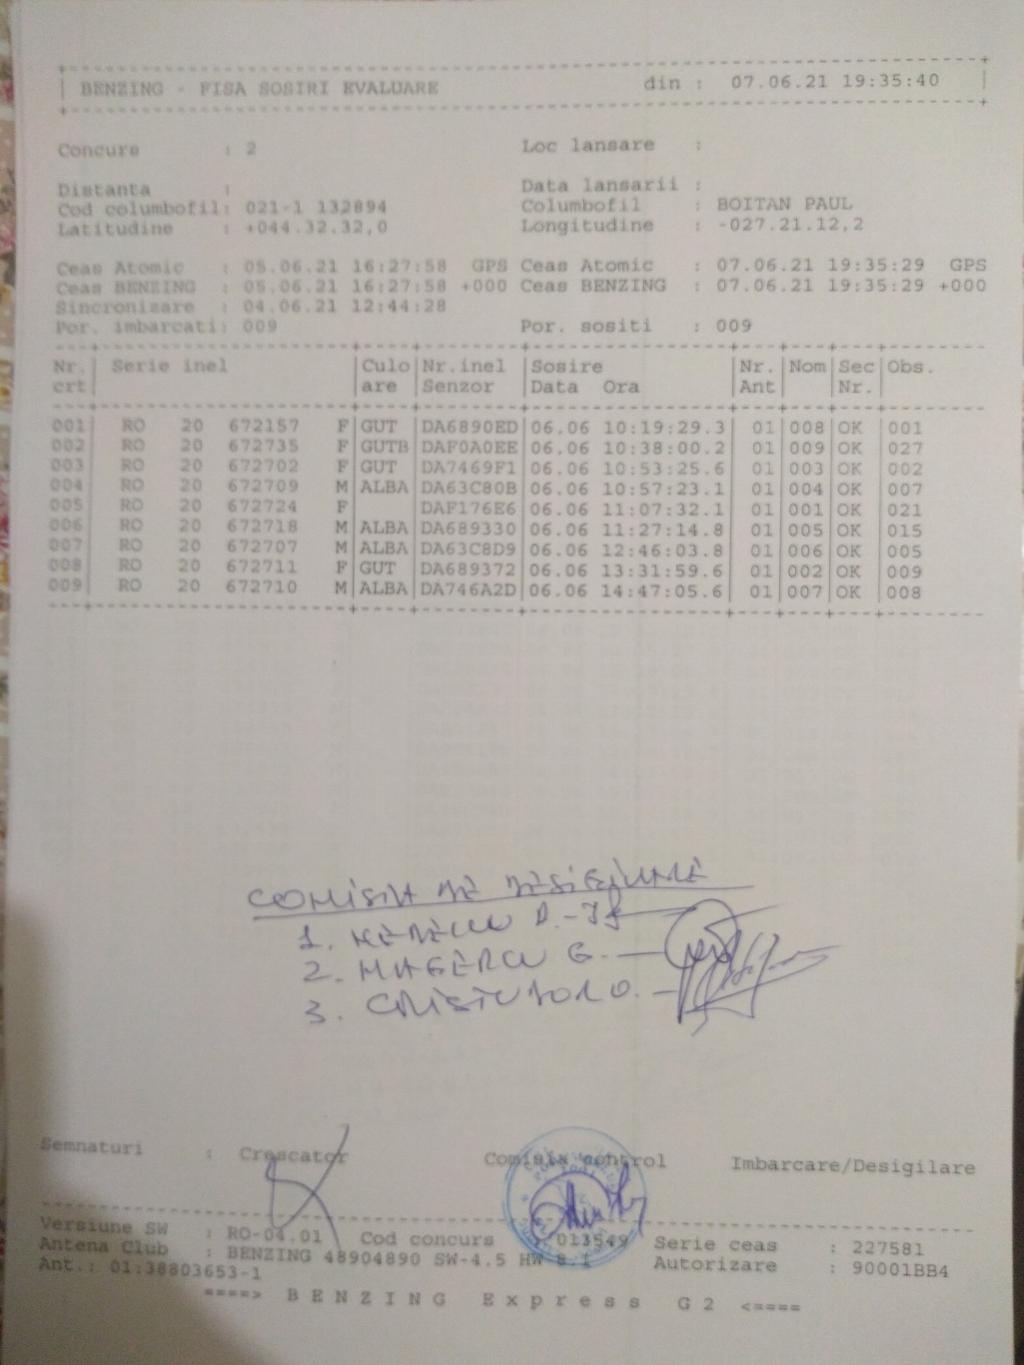 BENZING - FISA SOSIRI EVALUARE din : 07.06.21 19:35:40
Concurs : 2 Loc lansare :
Distanta : Data lansarii :
Cod columbofil: 021-1 132894 Columbofil : BOITAN PAUL
Latitudine : +044.32.32,0 Longitudine : -027.21.12,2
Ceas Atomic : 05.06.21 16:27:58 GPS Ceas Atomic : 07.06.21 19:35:29 GPS
Ceas BENZING : 05.06.21 16:27:58 +000 Ceas BENZING : 07.06.21 19:35:29 +000
Sincronizare : 04.06.21 12:44:28
Por. imbarcati: 009 Por. sositi : 009
Nr. Serie inel Culo Nr.inel Sosire Nr. Nom Sec Obs.
crt are Senzor Data Ora Ant Nr.
001 RO 20 672157 F GUT DA6890ED 06.06 10:19:29.3 01 008 OK 001
002 RO 20 672735 F GUTB DAF0A0EE 06.06 10:38:00.2 01 009 OK 027
003 RO 20 672702 F GUT DA7469F1 06.06 10:53:25.6 01 003 OK 002
004 RO 20 672709 M ALBA DA63C80B 06.06 10:57:23.1 01 004 OK 007
005 RO 20 672724 F DAF176E6 06.06 11:07:32.1 01 001 OK 021
006 RO 20 672718 M ALBA DA689330 06.06 11:27:14.8 01 005 OK 015
007 RO 20 672707 M ALBA DA63C8D9 06.06 12:46:03.8 01 006 OK 005
008 RO 20 672711 F GUT DA689372 06.06 13:31:59.6 01 002 OK 009
009 RO 20 672710 M ALBA DA746A2D 06.06 14:47:05.6 01 007 OK 008
COMISIA DE DESIGILARE
1.
2. MAGERCU G.
3.
Semnaturi : Crescator Comisia control Imbarcare/Desigilare
Versiune SW : RO-04.01 Cod concurs : 013549 Serie ceas : 227581
Antena Club : BENZING 48904890 SW-4.5 HW 8.1 Autorizare : 90001BB4
Ant.: 01:38803653-1
====> BENZING Express G2 <====